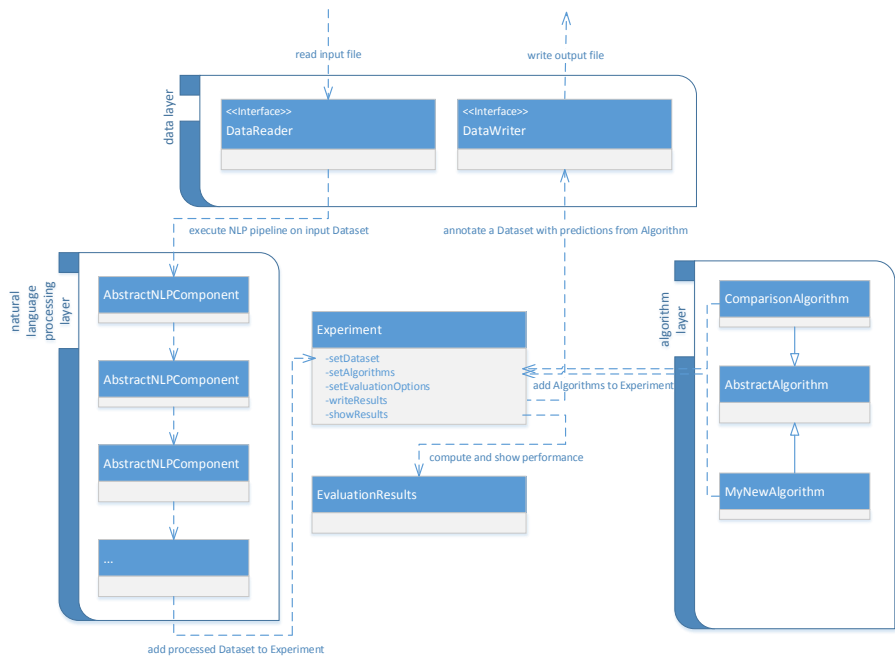 read input file
write output file
data layer
<<Interface>>
DataReader
<<Interface>>
DataWriter
execute NLP pipeline on input Dataset
annotate a Dataset with predictions from Algorithm
natural
language
processing
layer
AbstractNLPComponent
AbstractNLPComponent
AbstractNLPComponent
...
Experiment
-setDataset
-setAlgorithms
-setEvaluationOptions
-writeResults
-showResults
add Algorithms to Experiment
compute and show performance
EvaluationResults
algorithm
layer
ComparisonAlgorithm
AbstractAlgorithm
MyNewAlgorithm
add processed Dataset to Experiment